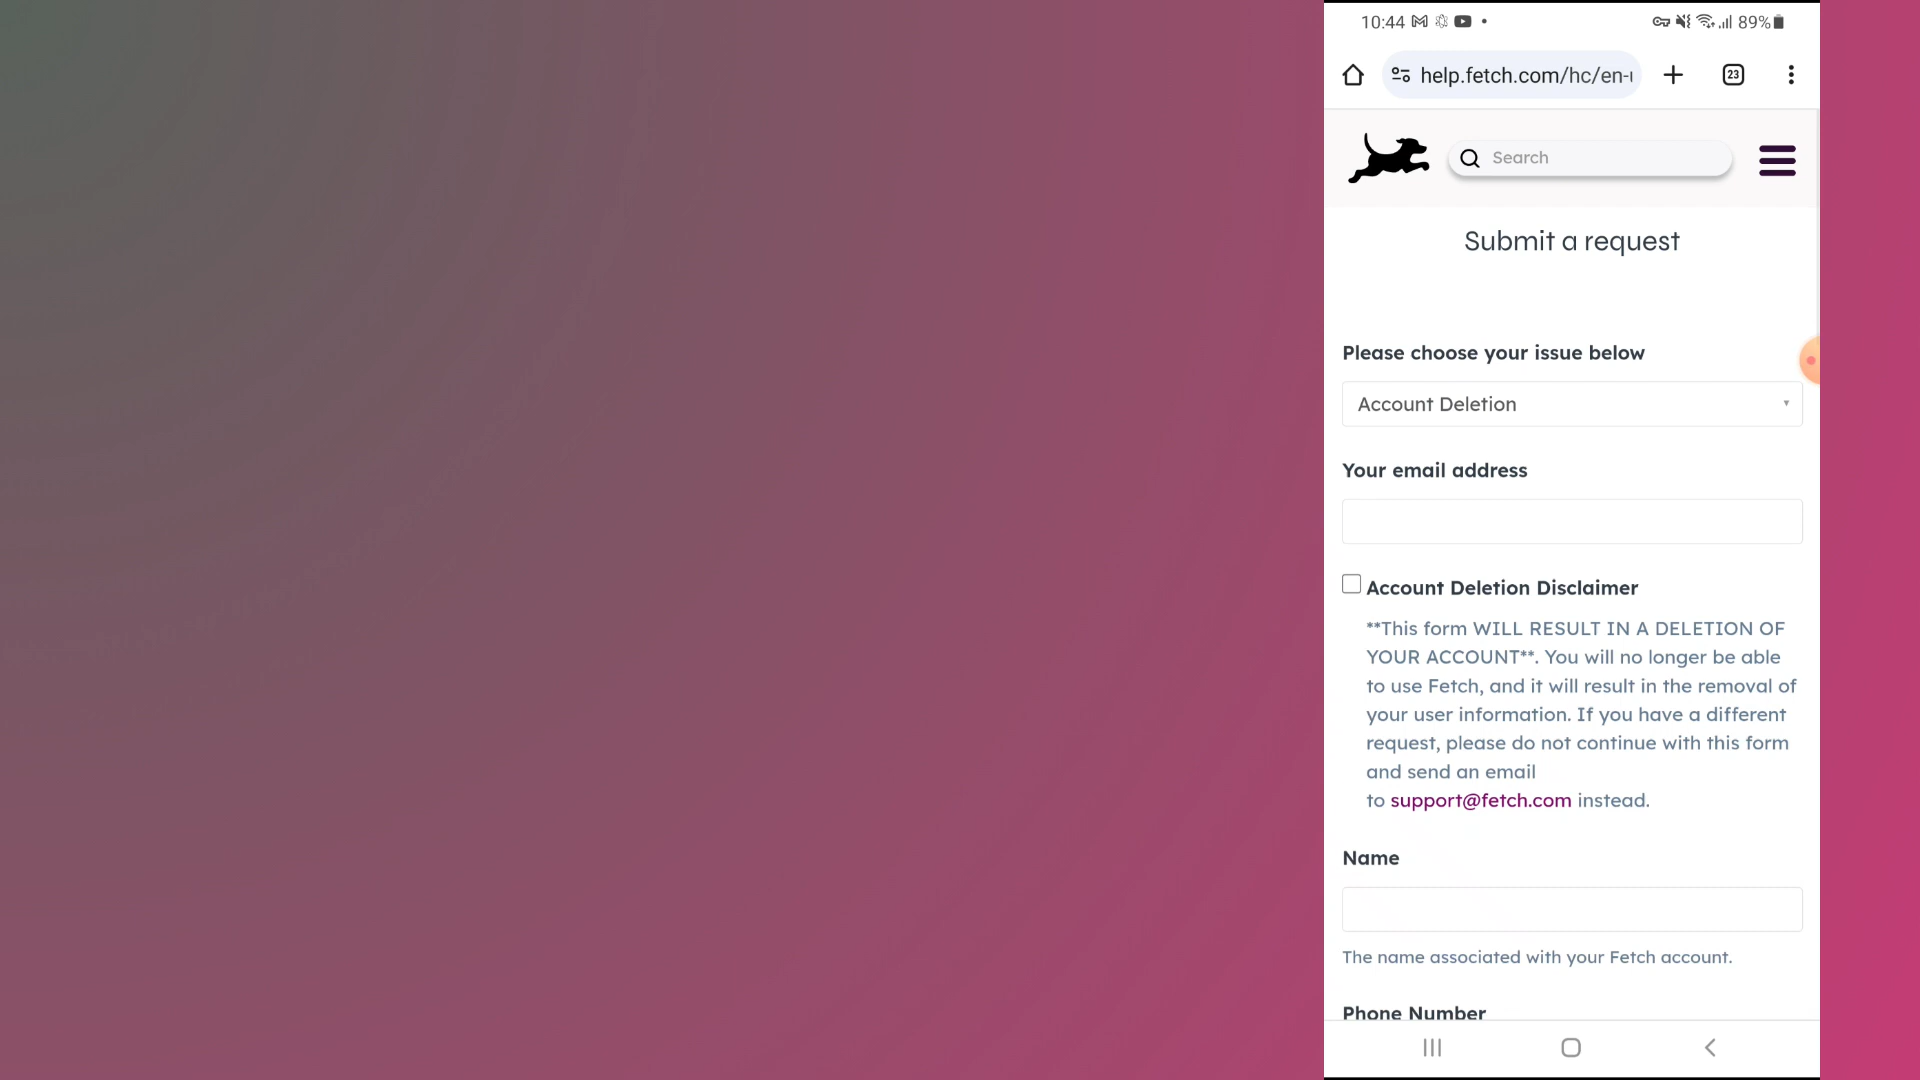 10:44
89%
help.fetch.com/hc/en-
23
Search
Submit a request
Please choose your issue below
Account Deletion
Your email address
Account Deletion Disclaimer
**This form WILL RESULT IN A DELETION OF
YOUR ACCOUNT**. You will no longer be able
to use Fetch, and it will result in the removal of
your user information. If you have a different
request, please do not continue with this form
and send an email
to support@fetch.com instead.
Name
The name associated with your Fetch account.
Phone Number